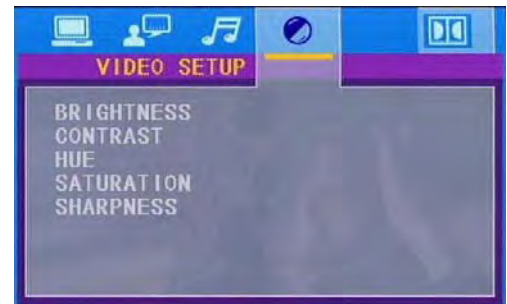 VIDEO SETUP
BRIGHTNESS
CONTRAST
HUE
SATURATION
SHARPNESS